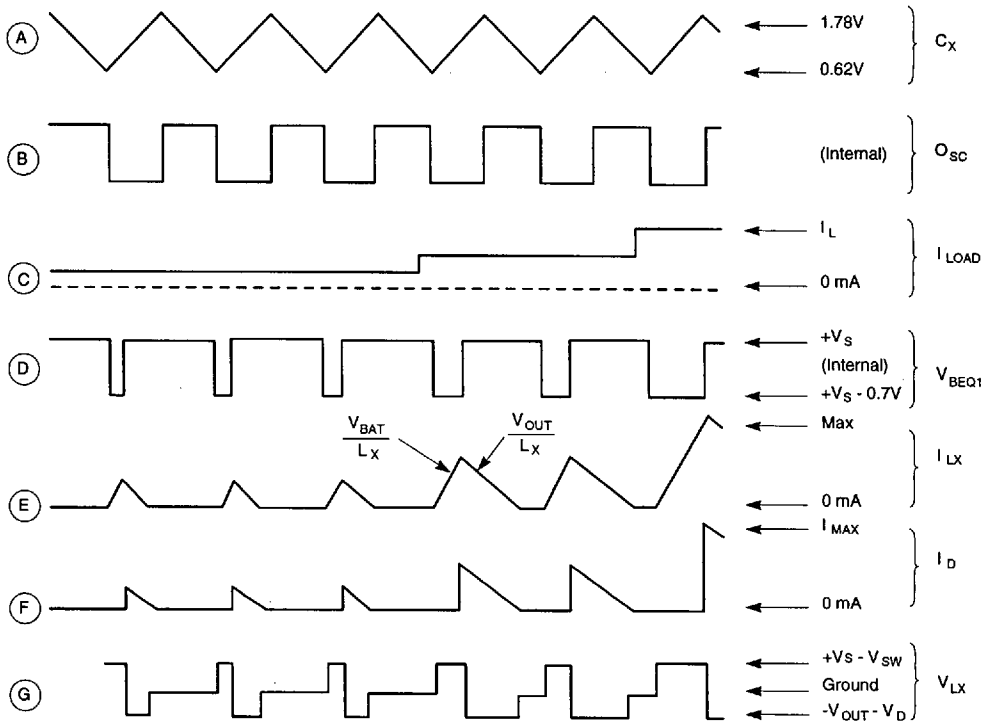 A
1.78V
0.62V
C_X
B
(Internal)
O_SC
C
I_L
0 mA
I_LOAD
D
+V_S
(Internal)
+V_S - 0.7V
V_BEQ1
E
V_BAT
L_X
V_OUT
L_X
Max
0 mA
I_LX
F
I_MAX
0 mA
I_D
G
+Vs - V_SW
Ground
-V_OUT - V_D
V_LX